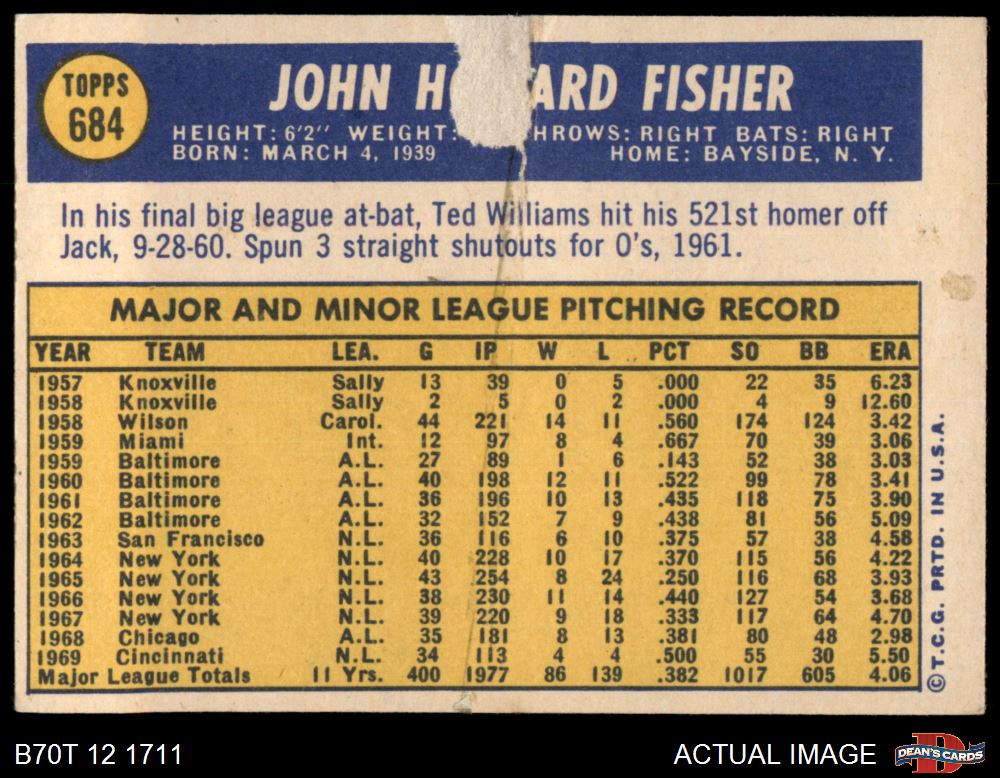 TOPPS
684
JOHN H ARD FISHER
HEIGHT: 6'2" WEIGHT: HROWS: RIGHT BATS: RIGHT
BORN: MARCH 4, 1939 HOME: BAYSIDE, N. Y.
In his final big league at-bat, Ted Williams hit his 521st homer off
Jack, 9-28-60. Spun 3 straight shutouts for O's, 1961.
MAJOR AND MINOR LEAGUE PITCHING RECORD
YEAR TEAM LEA. G IP W L PCT SO BB ERA
1957 Knoxville Sally 13 39 0 5 .000 22 35 6.23
1958 Knoxville Sally 2 5 0 2 .000 4 9 12.60
1958 Wilson Carol. 44 221 14 11 .560 174 124 3.42
1959 Miami Int. 12 97 8 4 .667 70 39 3.06
1959 Baltimore A.L. 27 89 1 6 .143 52 38 3.03
1960 Baltimore A.L. 40 198 12 11 .522 99 78 3.41
1961 Baltimore A.L. 36 196 10 13 .435 118 75 3.90
1962 Baltimore A.L. 32 152 7 9 .438 81 56 5.09
1963 San Francisco N.L. 36 116 6 10 .375 57 38 4.58
1964 New York N.L. 40 228 10 17 .370 115 56 4.22
1965 New York N.L. 43 254 8 24 .250 116 68 3.93
1966 New York N.L. 38 230 11 14 .440 127 54 3.68
1967 New York N.L. 39 220 9 18 .333 117 64 4.70
1968 Chicago A.L. 35 181 8 13 .381 80 48 2.98
1969 Cincinnati N.L. 34 113 4 4 .500 55 30 5.50
Major League Totals 11 Yrs. 400 1977 86 139 .382 1017 605 4.06
©T.C.G. PRTD. IN U.S.A.
B70T 12 1711
ACTUAL IMAGE
DEAN'S CARDS